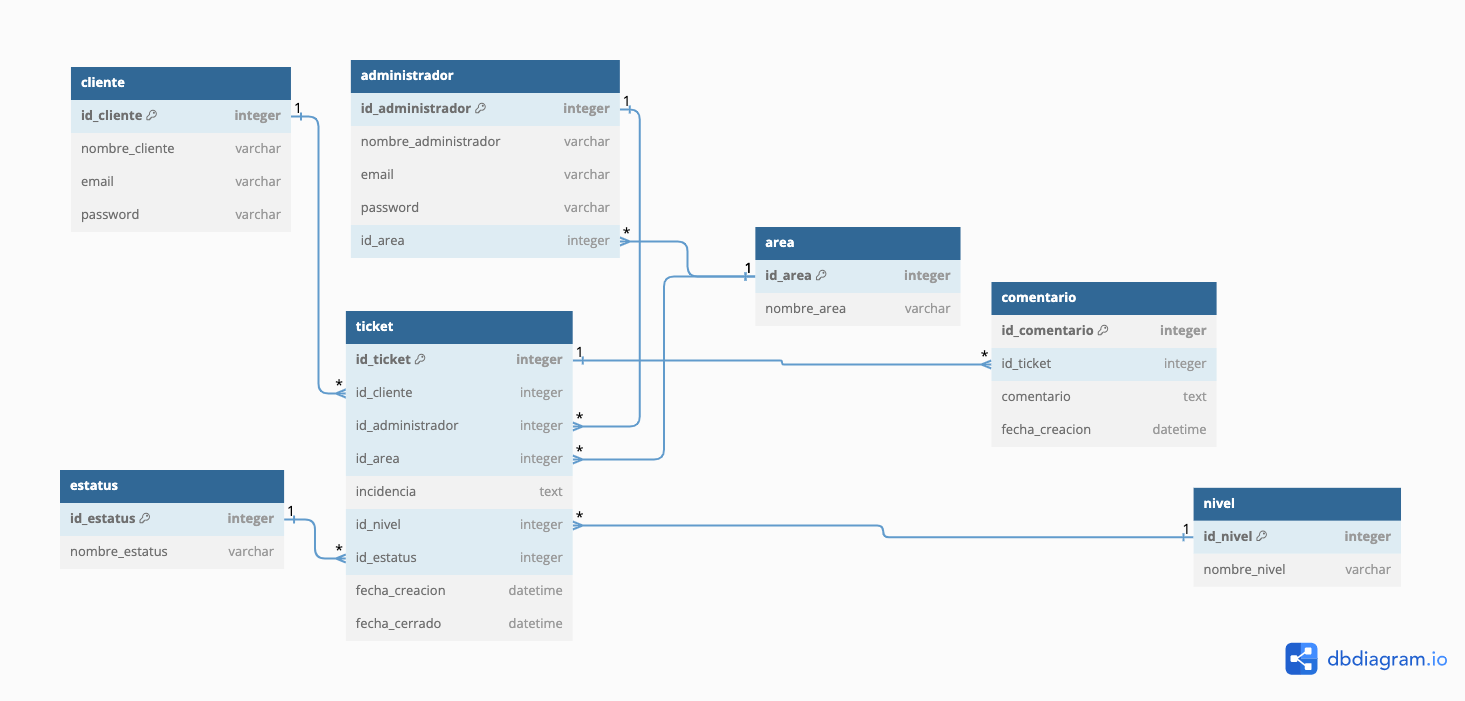 cliente
id_cliente integer
nombre_cliente varchar
email varchar
password varchar
1
administrador
id_administrador integer
nombre_administrador varchar
email varchar
password varchar
id_area integer
1
*
area
id_area integer
nombre_area varchar
1
comentario
id_comentario integer
id_ticket integer
comentario text
fecha_creacion datetime
*
ticket
id_ticket integer
id_cliente integer
id_administrador integer
id_area integer
incidencia text
id_nivel integer
id_estatus integer
fecha_creacion datetime
fecha_cerrado datetime
1
*
*
*
*
*
estatus
id_estatus integer
nombre_estatus varchar
1
nivel
id_nivel integer
nombre_nivel varchar
1
dbdiagram.io